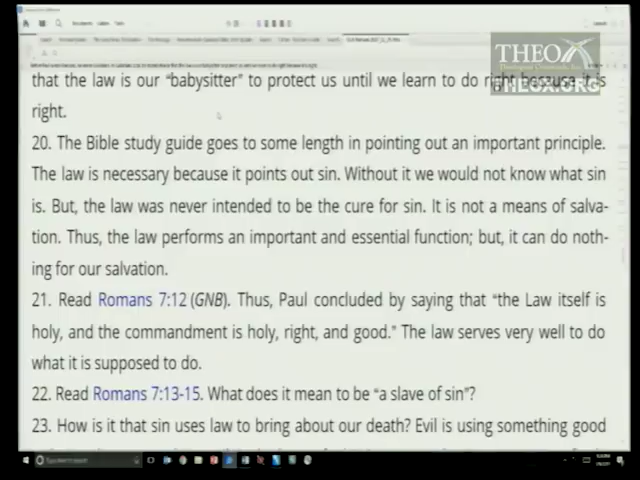 THEOX
THEOX.ORG
that the law is our "babysitter" to protect us until we learn to do right because it is
right.
20. The Bible study guide goes to some length in pointing out an important principle.
The law is necessary because it points out sin. Without it we would not know what sin
is. But, the law was never intended to be the cure for sin. It is not a means of salva-
tion. Thus, the law performs an important and essential function; but, it can do noth-
ing for our salvation.
21. Read Romans 7:12 (GNB). Thus, Paul concluded by saying that "the Law itself is
holy, and the commandment is holy, right, and good." The law serves very well to do
what it is supposed to do.
22. Read Romans 7:13-15. What does it mean to be "a slave of sin"?
23. How is it that sin uses law to bring about our death? Evil is using something good